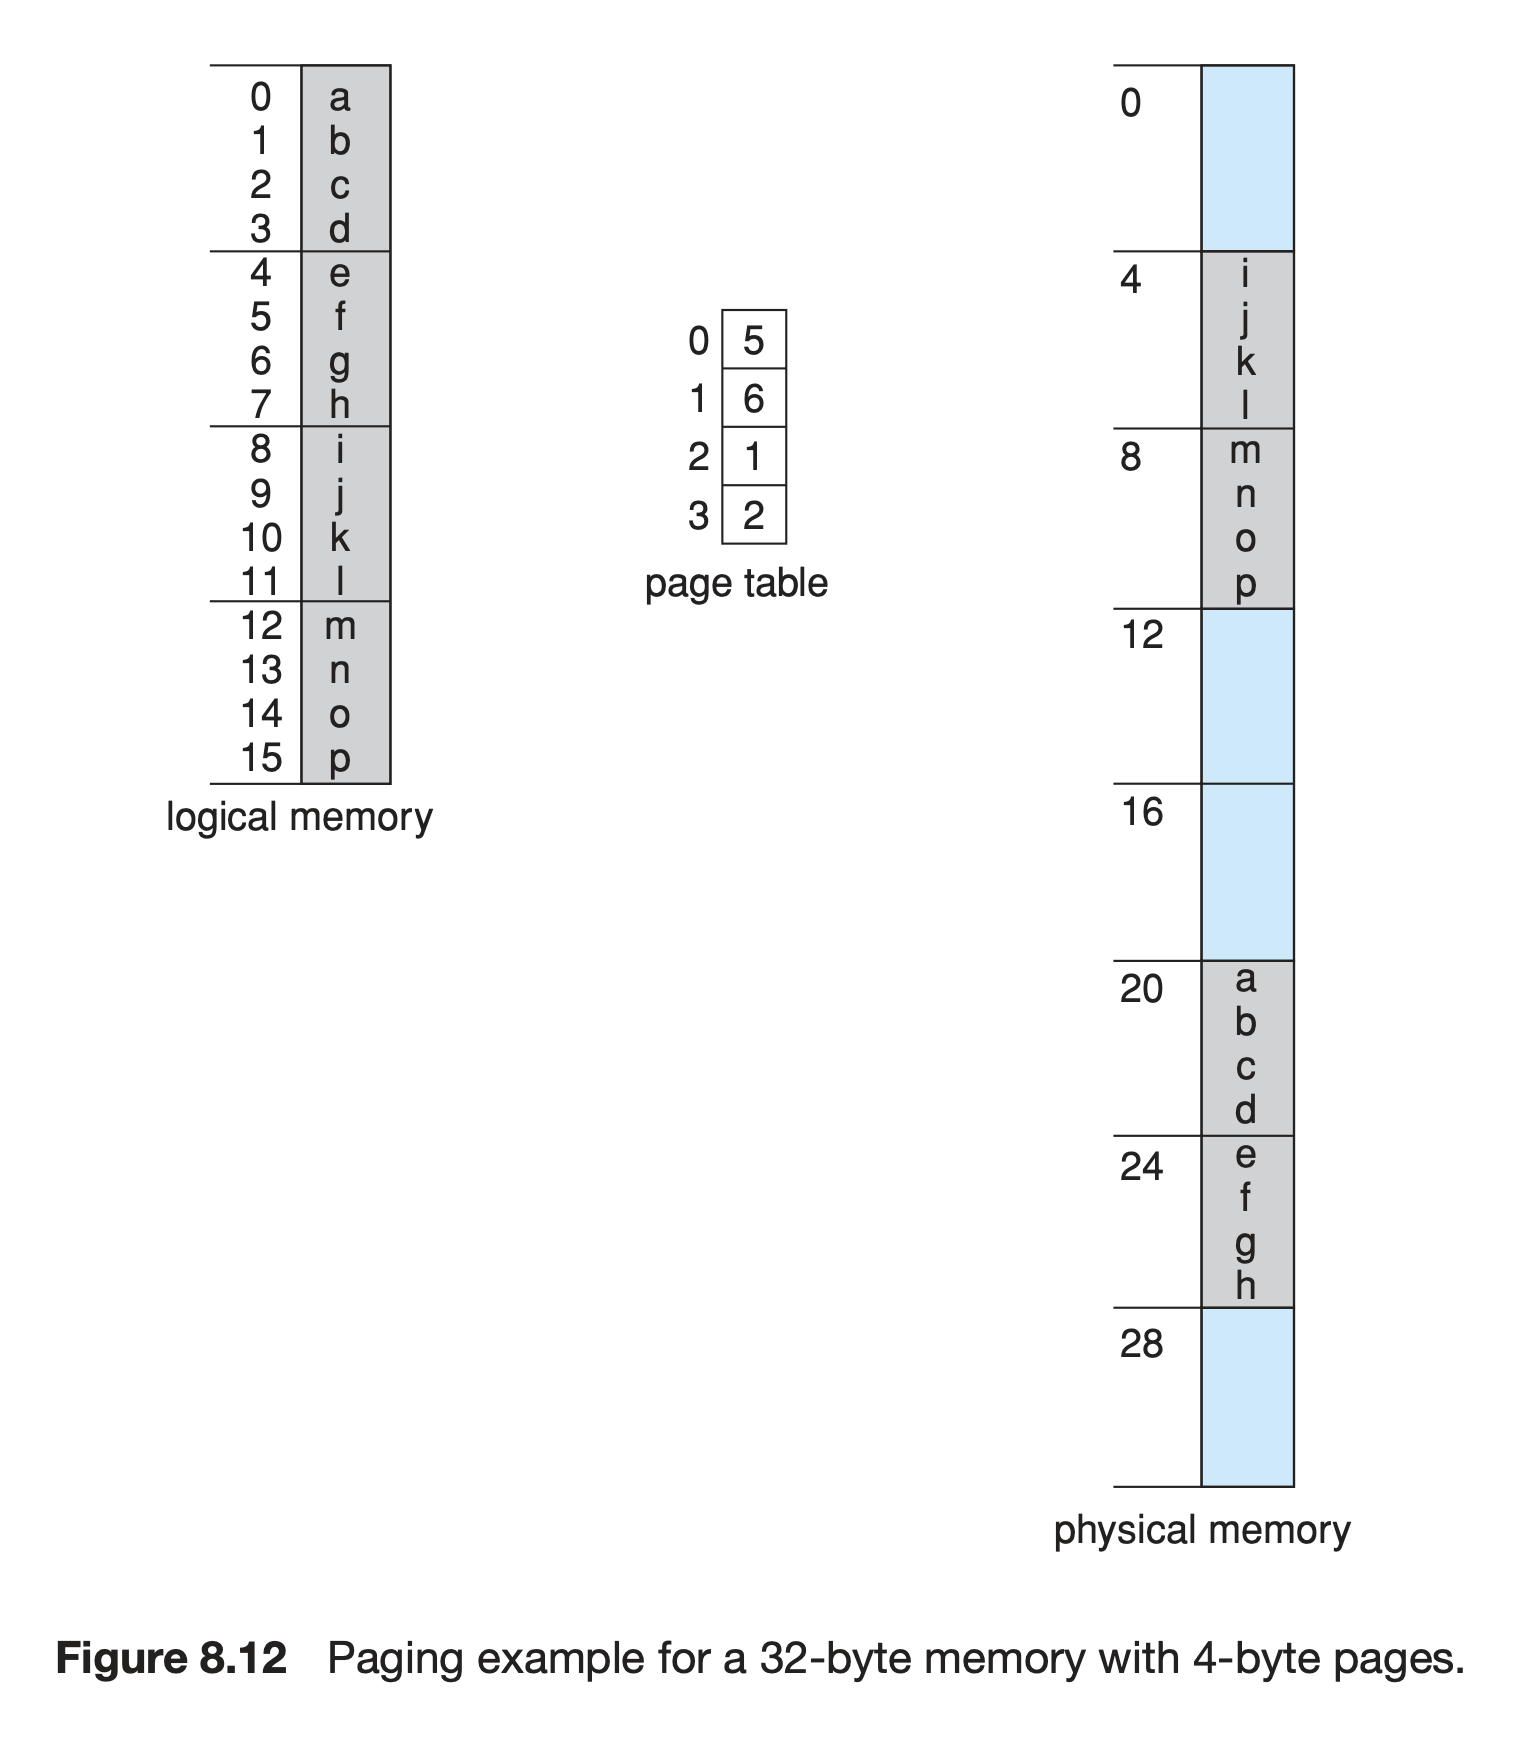 0 a
1 b
2 c
3 d
4 e
5 f
6 g
7 h
8 i
9 j
10 k
11 l
12 m
13 n
14 o
15 p
logical memory
0 5
1 6
2 1
3 2
page table
0
4 i
j
k
l
8 m
n
o
p
12
16
20 a
b
c
d
24 e
f
g
h
28
physical memory
Figure 8.12 Paging example for a 32-byte memory with 4-byte pages.